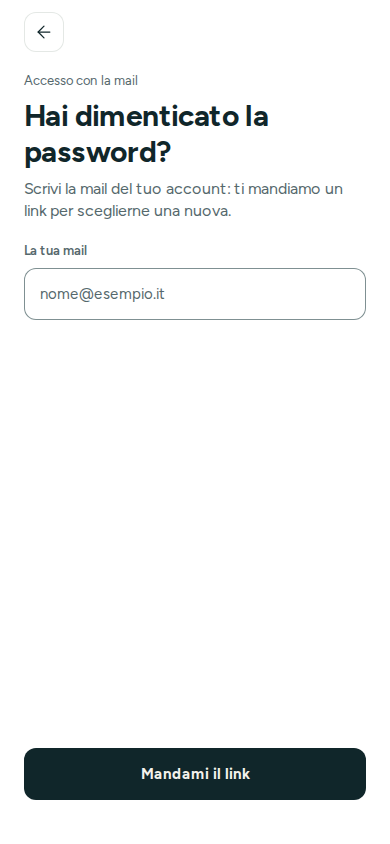 Accesso con la mail
Hai dimenticato la
password?
Scrivi la mail del tuo account: ti mandiamo un
link per sceglierne una nuova.
La tua mail
nome@esempio.it
Mandami il link